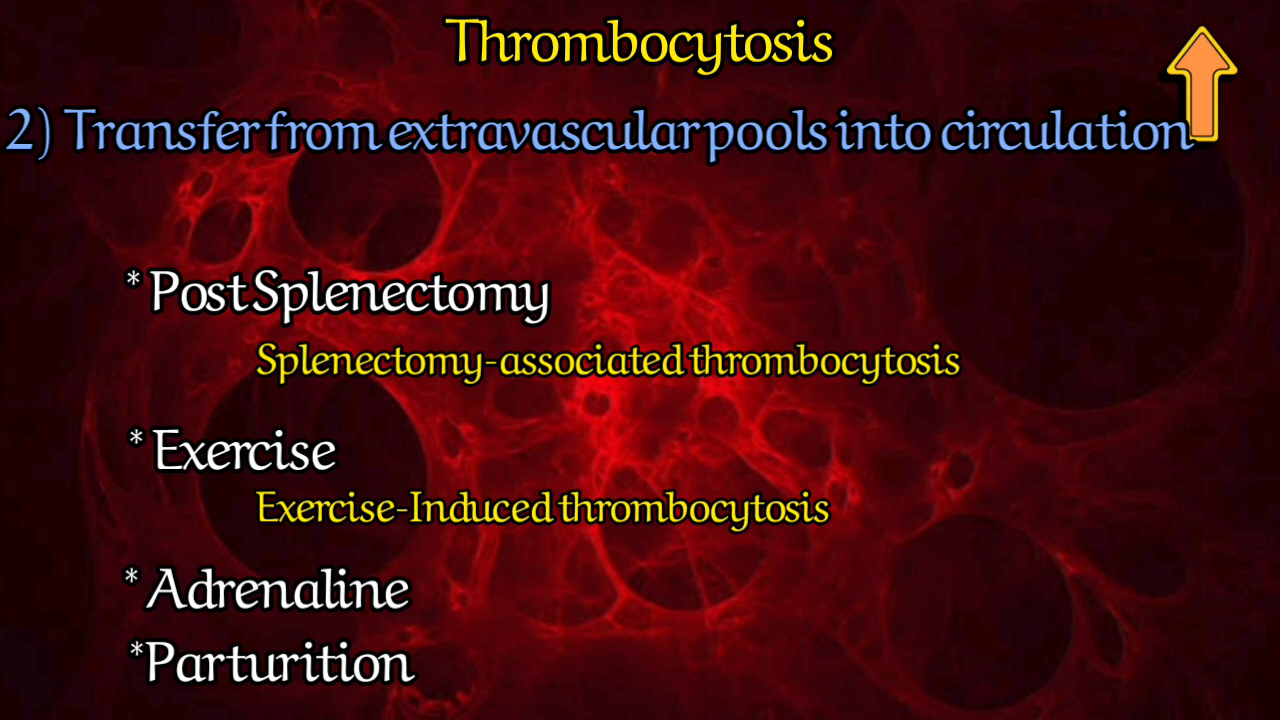 Thrombocytosis
2) Transfer from extravascular pools into circulation
* Post Splenectomy
Splenectomy-associated thrombocytosis
* Exercise
Exercise-Induced thrombocytosis
* Adrenaline
*Parturition